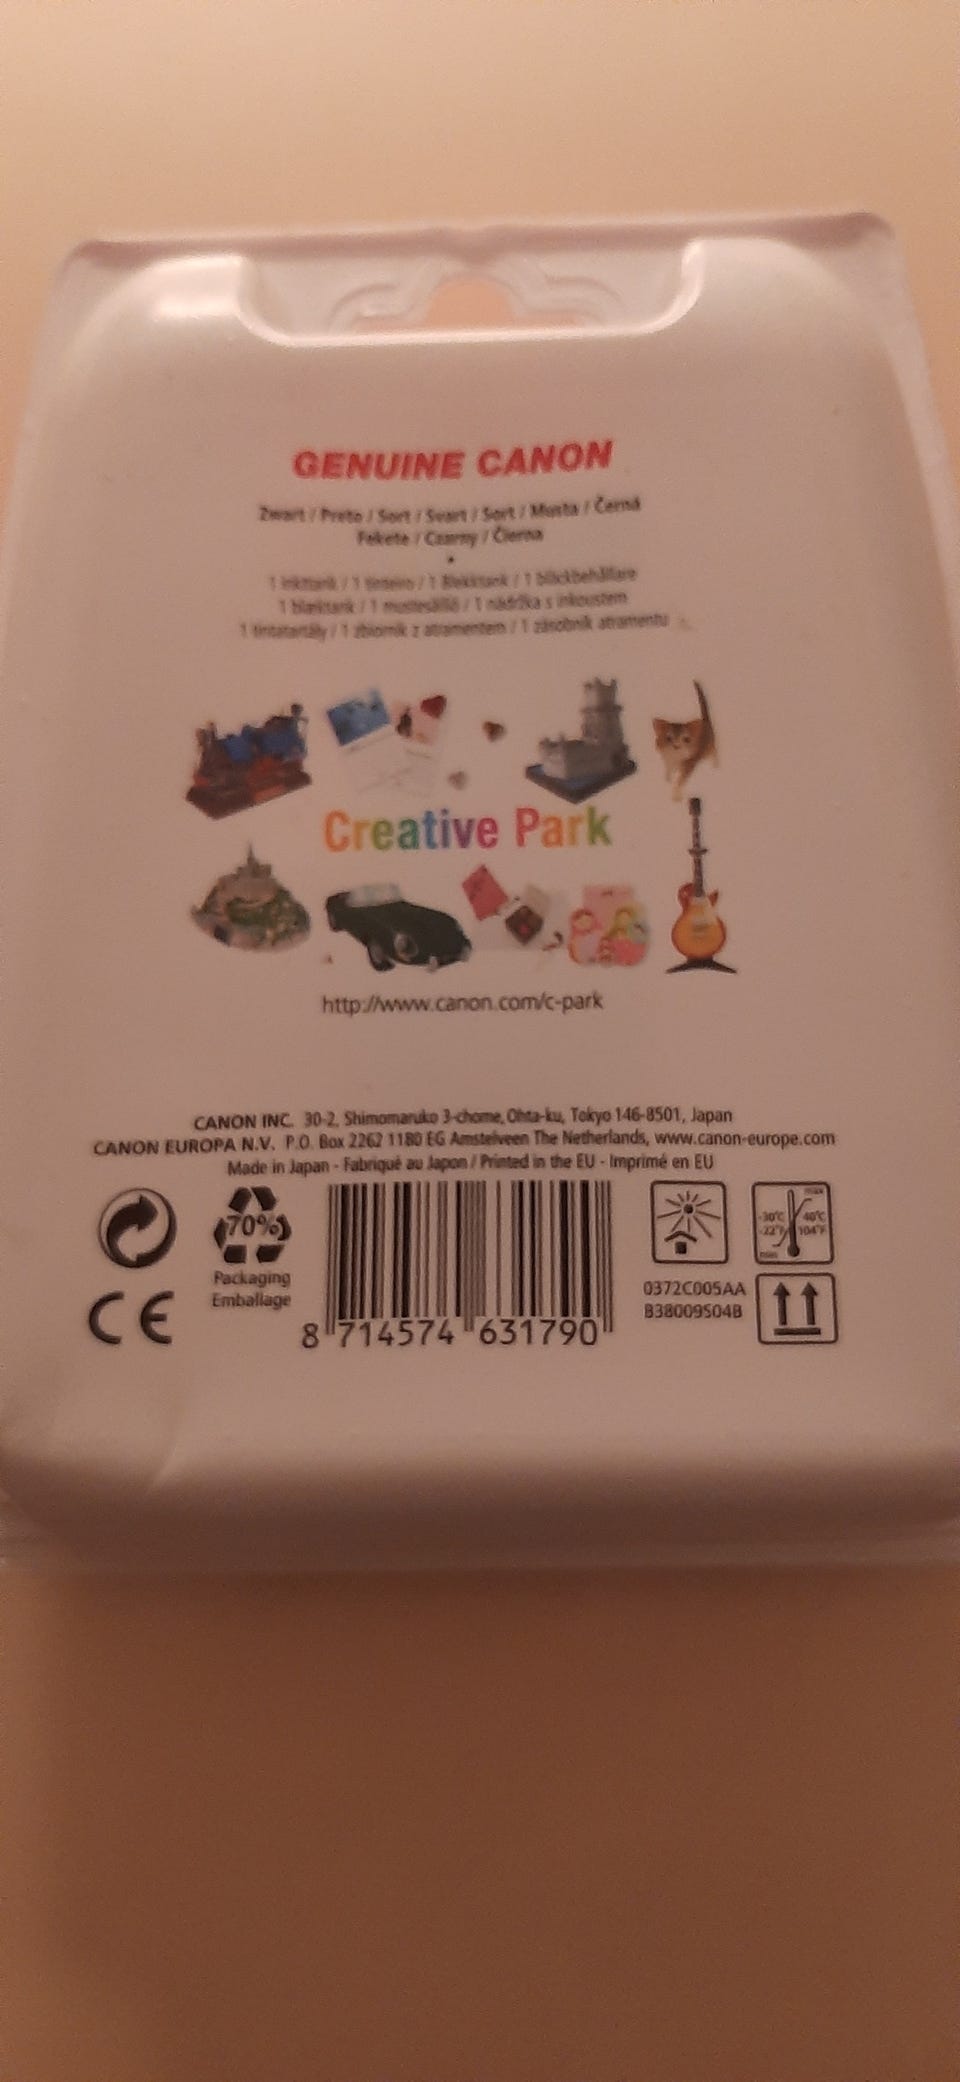 GENUINE CANON
Zwart / Preto / Sort / Svart / Sort / Musta / Černá
Fekete / Czarny / Čierna
•
1 inkttank / 1 tinteiro / 1 Blekktank / 1 bläckbehållare
1 blæktank / 1 mustesäiliö / 1 nádržka s inkoustem
1 tintatartály / 1 zbiornik z atramentem / 1 zásobník atramentu
Creative Park
http://www.canon.com/c-park
CANON INC. 30-2, Shimomaruko 3-chome, Ohta-ku, Tokyo 146-8501, Japan
CANON EUROPA N.V. P.O. Box 2262 1180 EG Amstelveen The Netherlands, www.canon-europe.com
Made in Japan - Fabriqué au Japon / Printed in the EU - Imprimé en EU
70%
Packaging
Emballage
CE
8 714574 631790
-30°C 40°C
-22°F 104°F
0372C005AA
B38009S04B